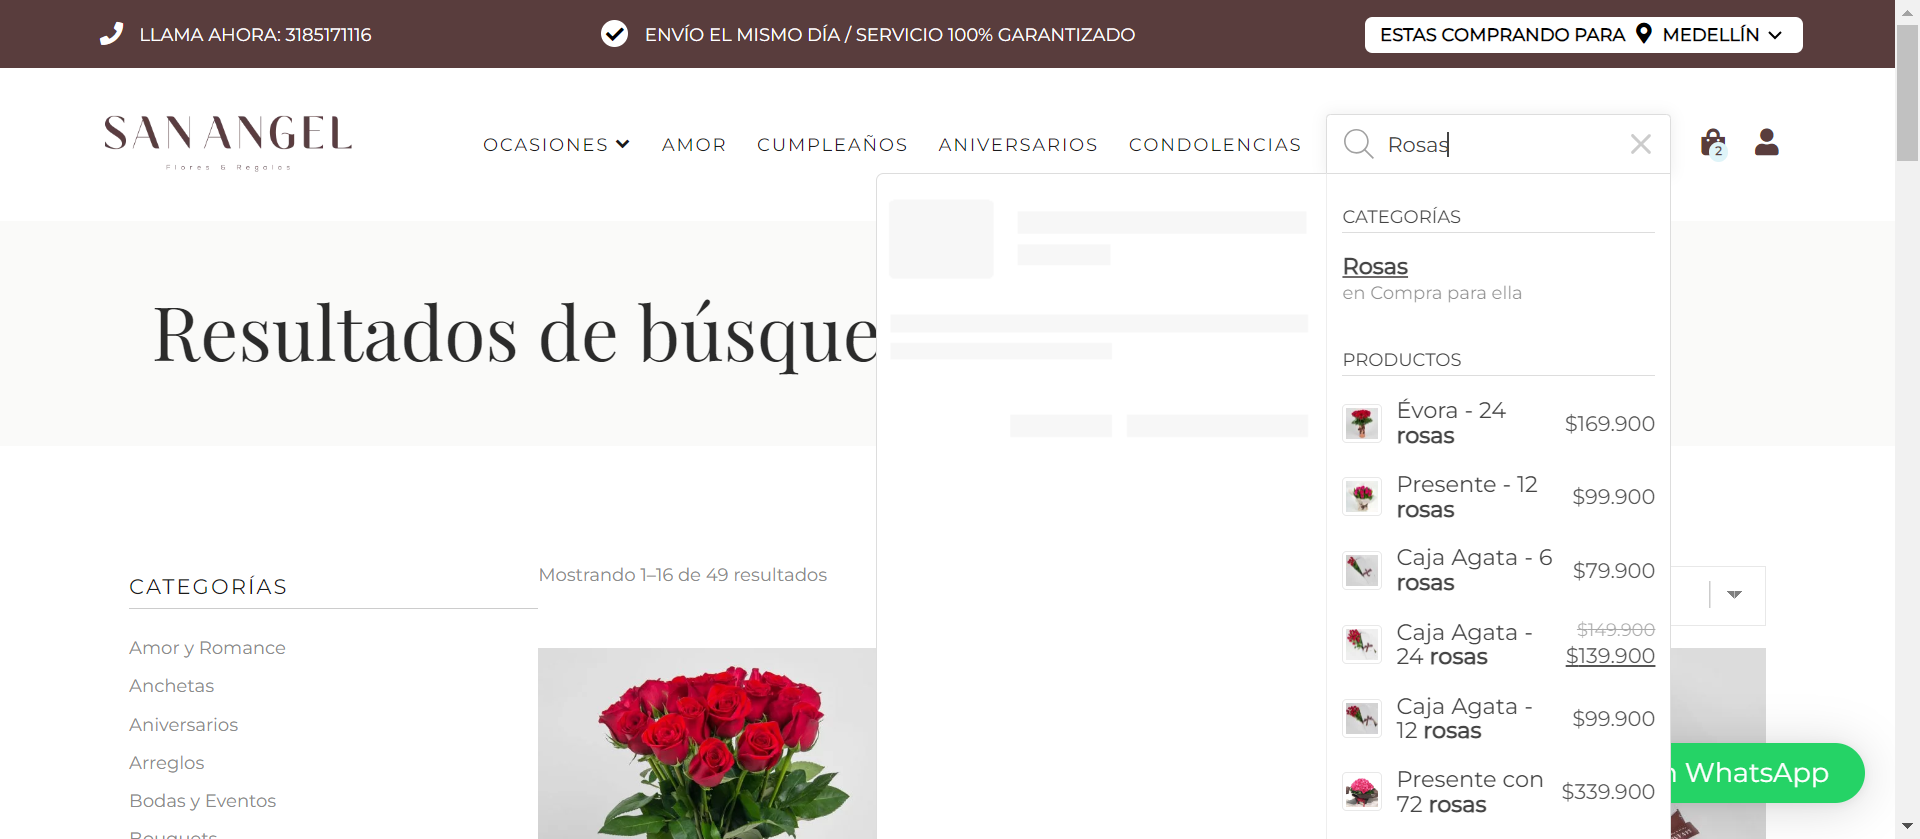 LLAMA AHORA: 3185171116
ENVÍO EL MISMO DÍA / SERVICIO 100% GARANTIZADO
ESTAS COMPRANDO PARA MEDELLÍN
SAN ANGEL
Flores & Regalos
OCASIONES
AMOR
CUMPLEAÑOS
ANIVERSARIOS
CONDOLENCIAS
Rosas
2
CATEGORÍAS
Rosas
en Compra para ella
PRODUCTOS
Évora - 24
rosas
$169.900
Presente - 12
rosas
$99.900
Caja Agata - 6
rosas
$79.900
Caja Agata -
24 rosas
$149.900
$139.900
Caja Agata -
12 rosas
$99.900
Presente con
72 rosas
$339.900
Resultados de búsque
CATEGORÍAS
Amor y Romance
Anchetas
Aniversarios
Arreglos
Bodas y Eventos
Bouquets
Mostrando 1–16 de 49 resultados
WhatsApp